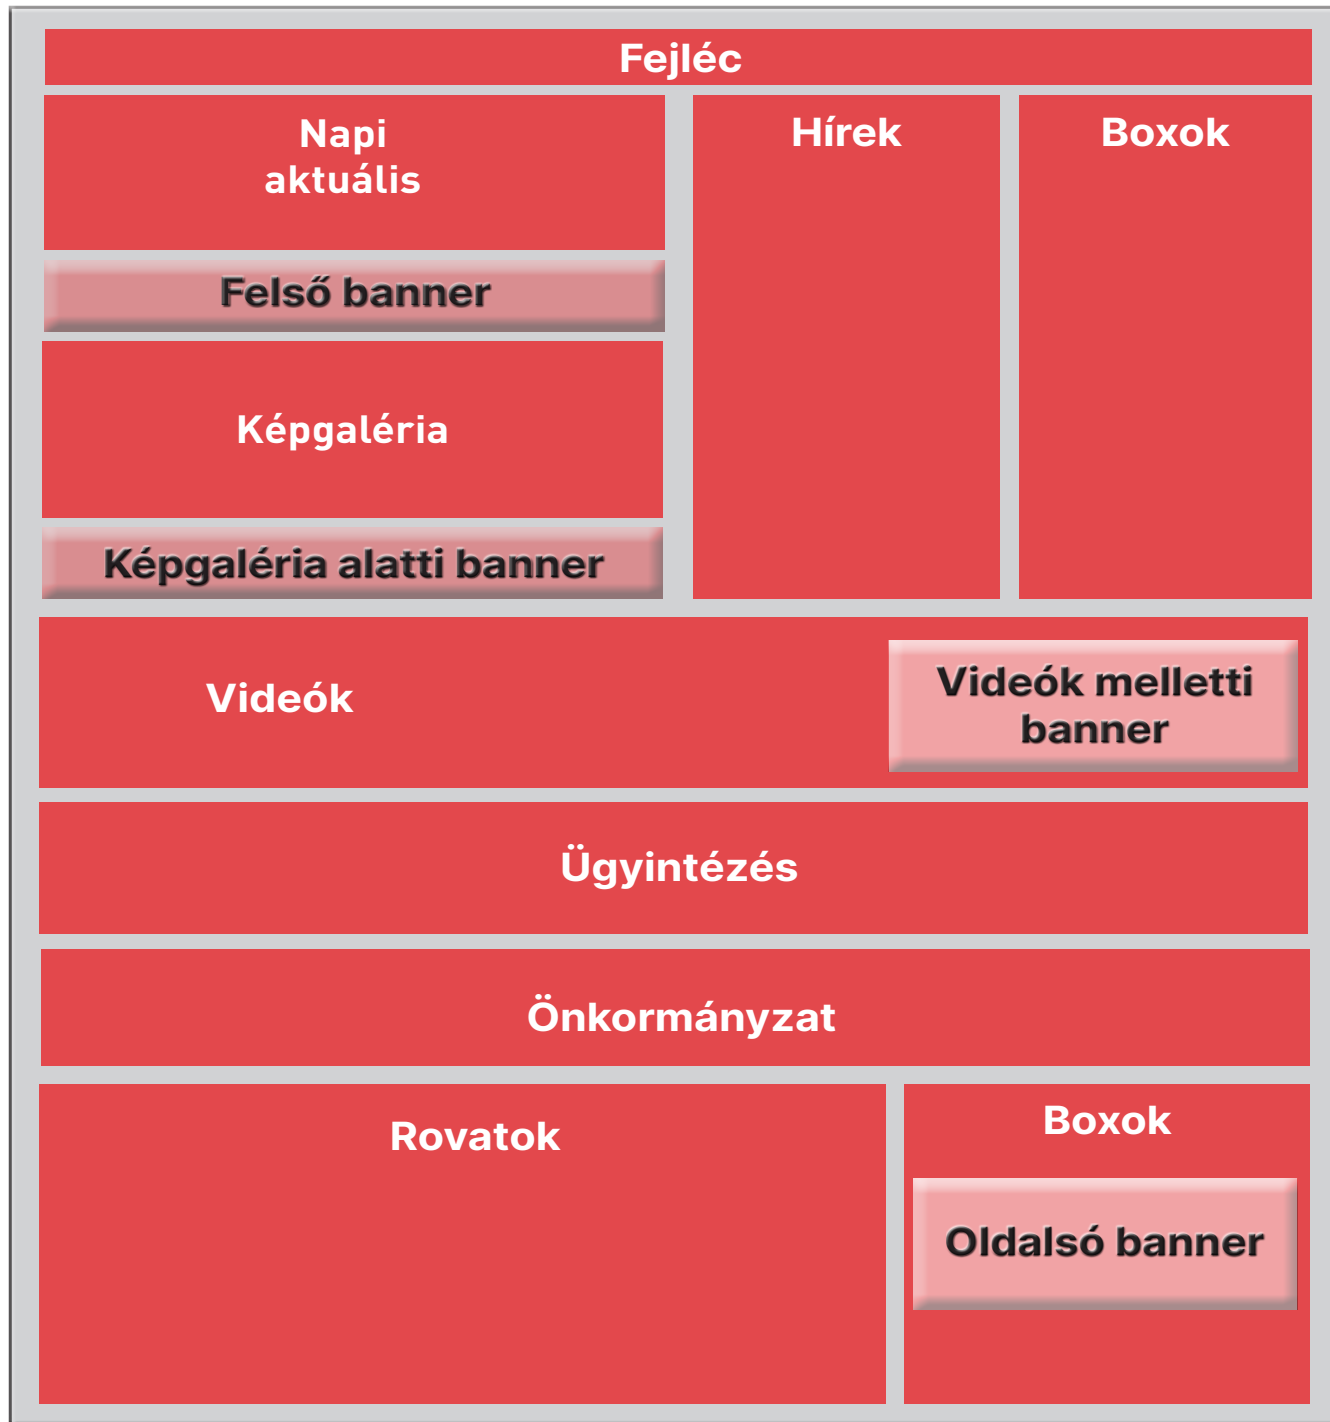 Fejléc
Napi
aktuális
Hírek
Boxok
Felső banner
Képgaléria
Képgaléria alatti banner
Videók
Videók melletti
banner
Ügyintézés
Önkormányzat
Rovatok
Boxok
Oldalsó banner